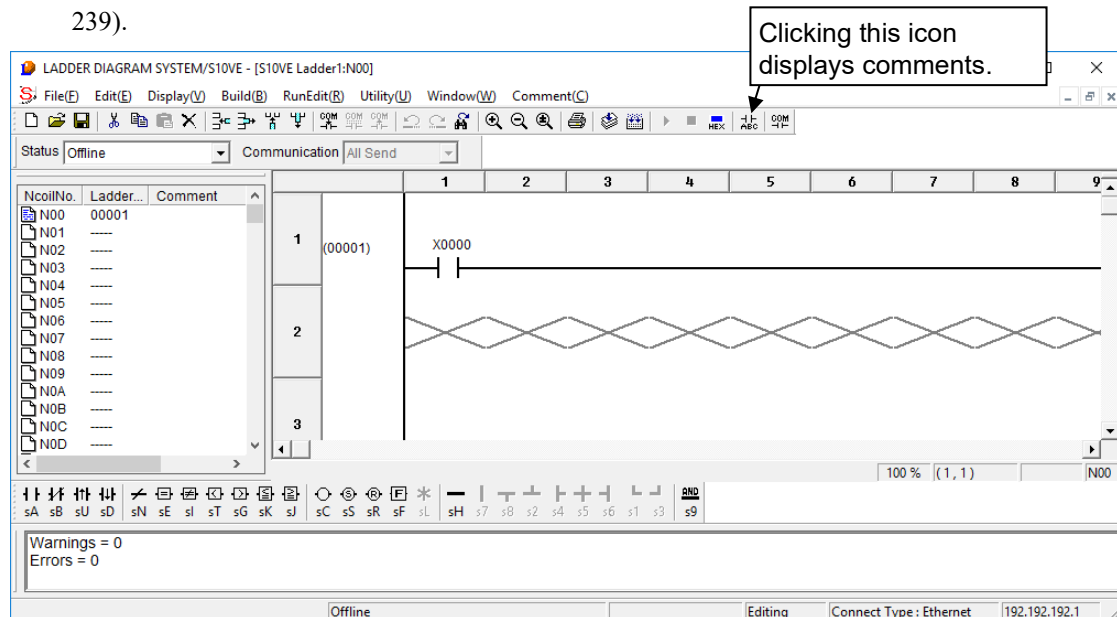 239).
Clicking this icon
displays comments.
LADDER DIAGRAM SYSTEM/S10VE - [S10VE Ladder1:N00]
File(F) Edit(E) Display(V) Build(B) RunEdit(R) Utility(U) Window(W) Comment(C)
COM COM COM HEX ABC COM
Status Offline Communication All Send
NcoilNo. Ladder... Comment
1 2 3 4 5 6 7 8 9
N00 00001
N01 -----
N02 -----
N03 -----
N04 -----
N05 -----
N06 -----
N07 -----
N08 -----
N09 -----
N0A -----
N0B -----
N0C -----
N0D -----
1 (00001) X0000
2
3
100 % (1, 1) N00
S R F AND
sA sB sU sD sN sE sI sT sG sK sJ sC sS sR sF sL sH s7 s8 s2 s4 s5 s6 s1 s3 s9
Warnings = 0
Errors = 0
Offline Editing Connect Type : Ethernet 192.192.192.1